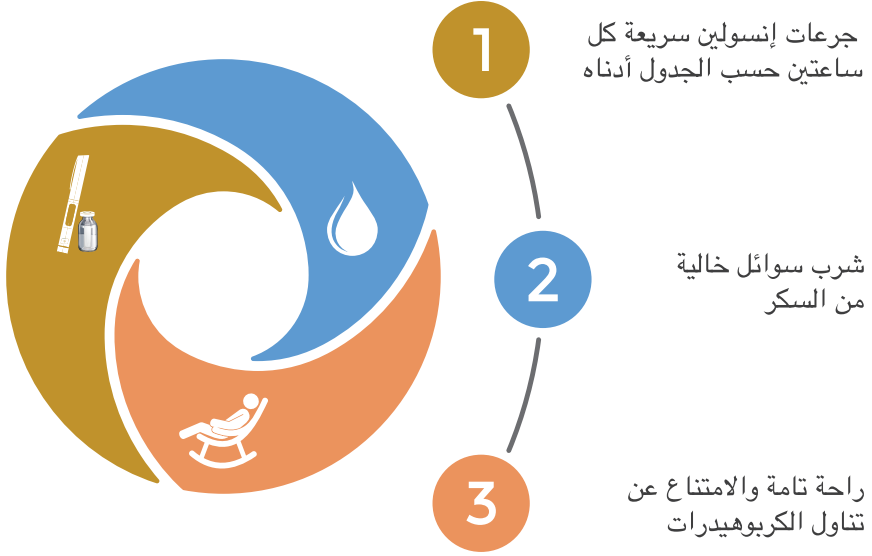 1
جرعات إنسولين سريعة كل
ساعتين حسب الجدول أدناه
2
شرب سوائل خالية
من السكر
3
راحة تامة والامتناع عن
تناول الكربوهيدرات